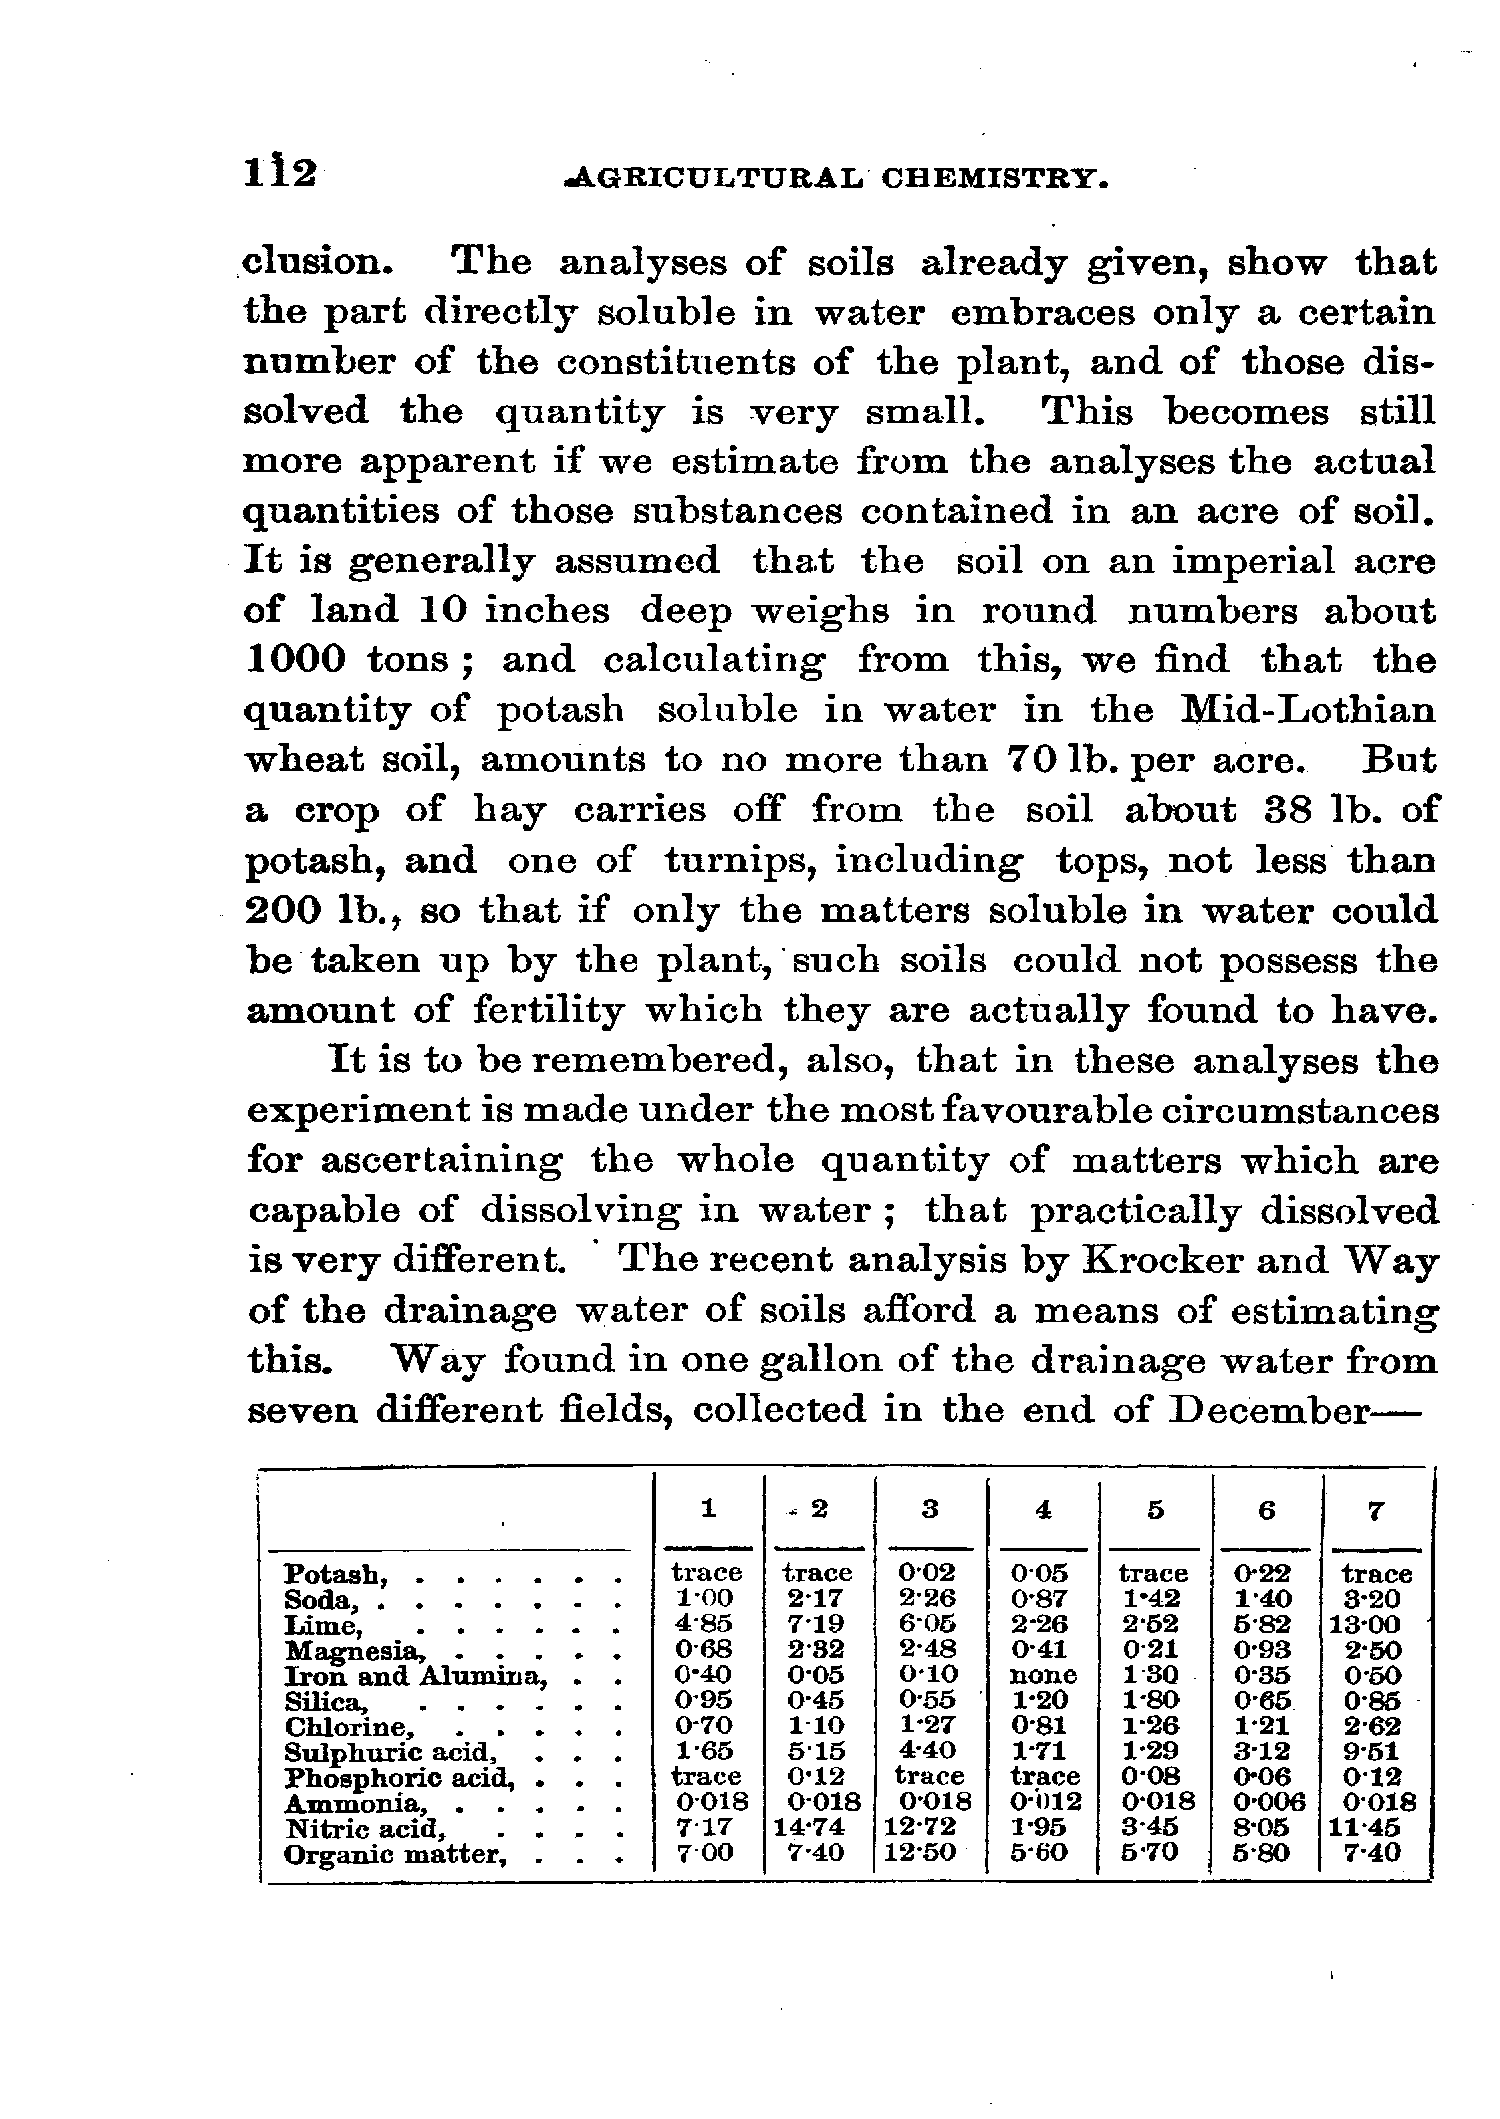 112 AGRICULTURAL CHEMISTRY.
clusion. The analyses of soils already given, show that
the part directly soluble in water embraces only a certain
number of the constituents of the plant, and of those dis-
solved the quantity is very small. This becomes still
more apparent if we estimate from the analyses the actual
quantities of those substances contained in an acre of soil.
It is generally assumed that the soil on an imperial acre
of land 10 inches deep weighs in round numbers about
1000 tons ; and calculating from this, we find that the
quantity of potash soluble in water in the Mid-Lothian
wheat soil, amounts to no more than 70 lb. per acre. But
a crop of hay carries off from the soil about 38 lb. of
potash, and one of turnips, including tops, not less than
200 lb., so that if only the matters soluble in water could
be taken up by the plant, such soils could not possess the
amount of fertility which they are actually found to have.
It is to be remembered, also, that in these analyses the
experiment is made under the most favourable circumstances
for ascertaining the whole quantity of matters which are
capable of dissolving in water ; that practically dissolved
is very different. The recent analysis by Krocker and Way
of the drainage water of soils afford a means of estimating
this. Way found in one gallon of the drainage water from
seven different fields, collected in the end of December—
1 2 3 4 5 6 7
Potash, . . . . . . trace trace 0·02 0·05 trace 0·22 trace
Soda, . . . . . . . 1·00 2·17 2·26 0·87 1·42 1·40 3·20
Lime, . . . . . . 4·85 7·19 6·05 2·26 2·52 5·82 13·00
Magnesia, . . . . . 0·68 2·32 2·48 0·41 0·21 0·93 2·50
Iron and Alumina, . . 0·40 0·05 0·10 none 1·30 0·35 0·50
Silica, . . . . . . 0·95 0·45 0·55 1·20 1·80 0·65 0·85
Chlorine, . . . . . 0·70 1·10 1·27 0·81 1·26 1·21 2·62
Sulphuric acid, . . . 1·65 5·15 4·40 1·71 1·29 3·12 9·51
Phosphoric acid, . . . trace 0·12 trace trace 0·08 0·06 0·12
Ammonia, . . . . . 0·018 0·018 0·018 0·012 0·018 0·006 0·018
Nitric acid, . . . . 7·17 14·74 12·72 1·95 3·45 8·05 11·45
Organic matter, . . . 7·00 7·40 12·50 5·60 5·70 5·80 7·40